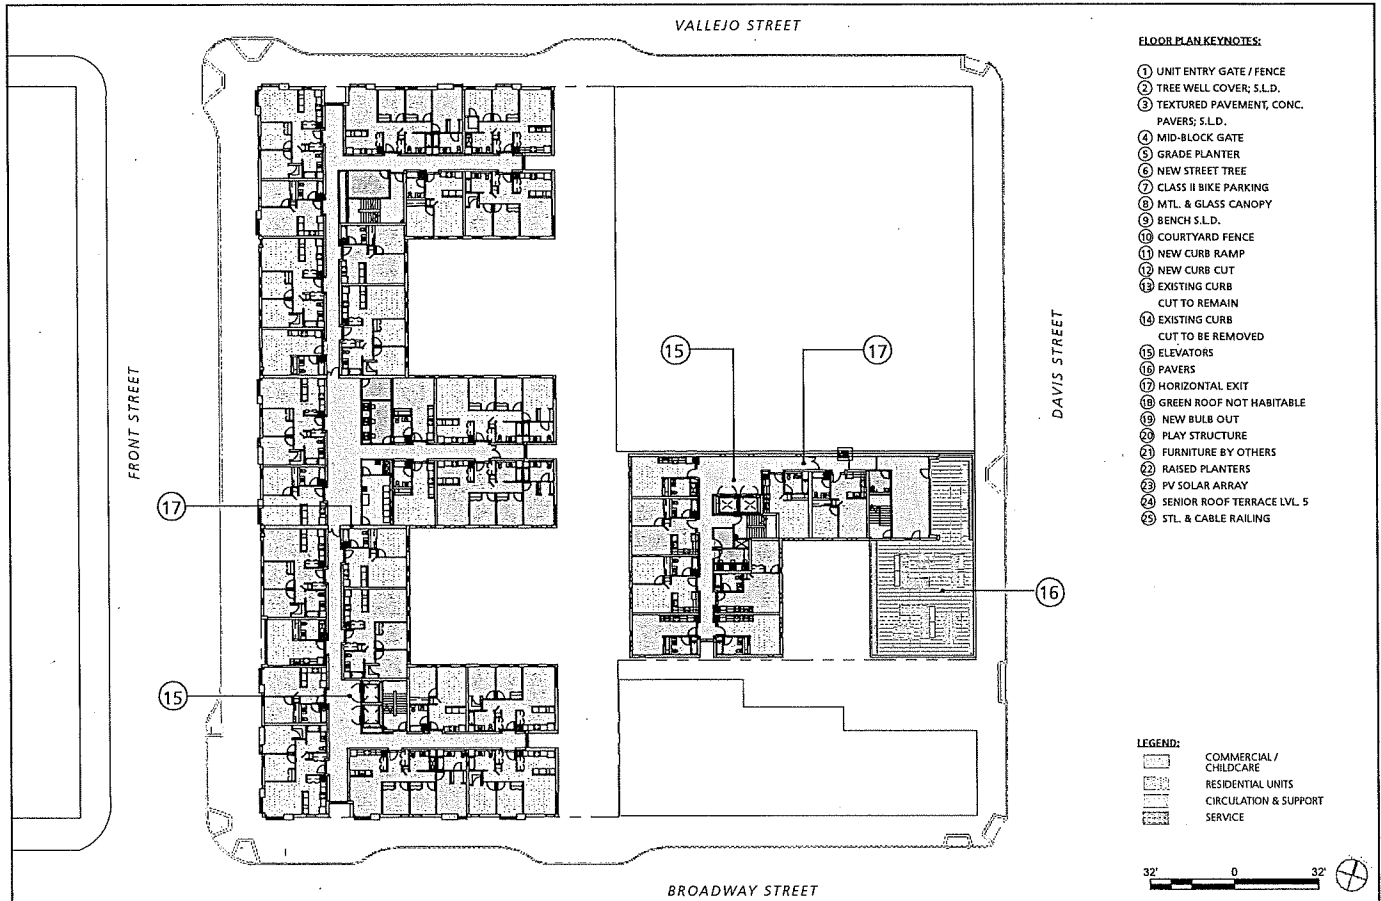 VALLEJO STREET
FLOOR PLAN KEYNOTES:
1 UNIT ENTRY GATE / FENCE
2 TREE WELL COVER; S.L.D.
3 TEXTURED PAVEMENT, CONC.
PAVERS; S.L.D.
4 MID-BLOCK GATE
5 GRADE PLANTER
6 NEW STREET TREE
7 CLASS II BIKE PARKING
8 MTL. & GLASS CANOPY
9 BENCH S.L.D.
10 COURTYARD FENCE
11 NEW CURB RAMP
12 NEW CURB CUT
13 EXISTING CURB
CUT TO REMAIN
14 EXISTING CURB
CUT TO BE REMOVED
15 ELEVATORS
16 PAVERS
17 HORIZONTAL EXIT
18 GREEN ROOF NOT HABITABLE
19 NEW BULB OUT
20 PLAY STRUCTURE
21 FURNITURE BY OTHERS
22 RAISED PLANTERS
23 PV SOLAR ARRAY
24 SENIOR ROOF TERRACE LVL. 5
25 STL. & CABLE RAILING
FRONT STREET
DAVIS STREET
15
17
17
16
15
LEGEND:
COMMERCIAL /
CHILDCARE
RESIDENTIAL UNITS
CIRCULATION & SUPPORT
SERVICE
32' 0 32'
BROADWAY STREET